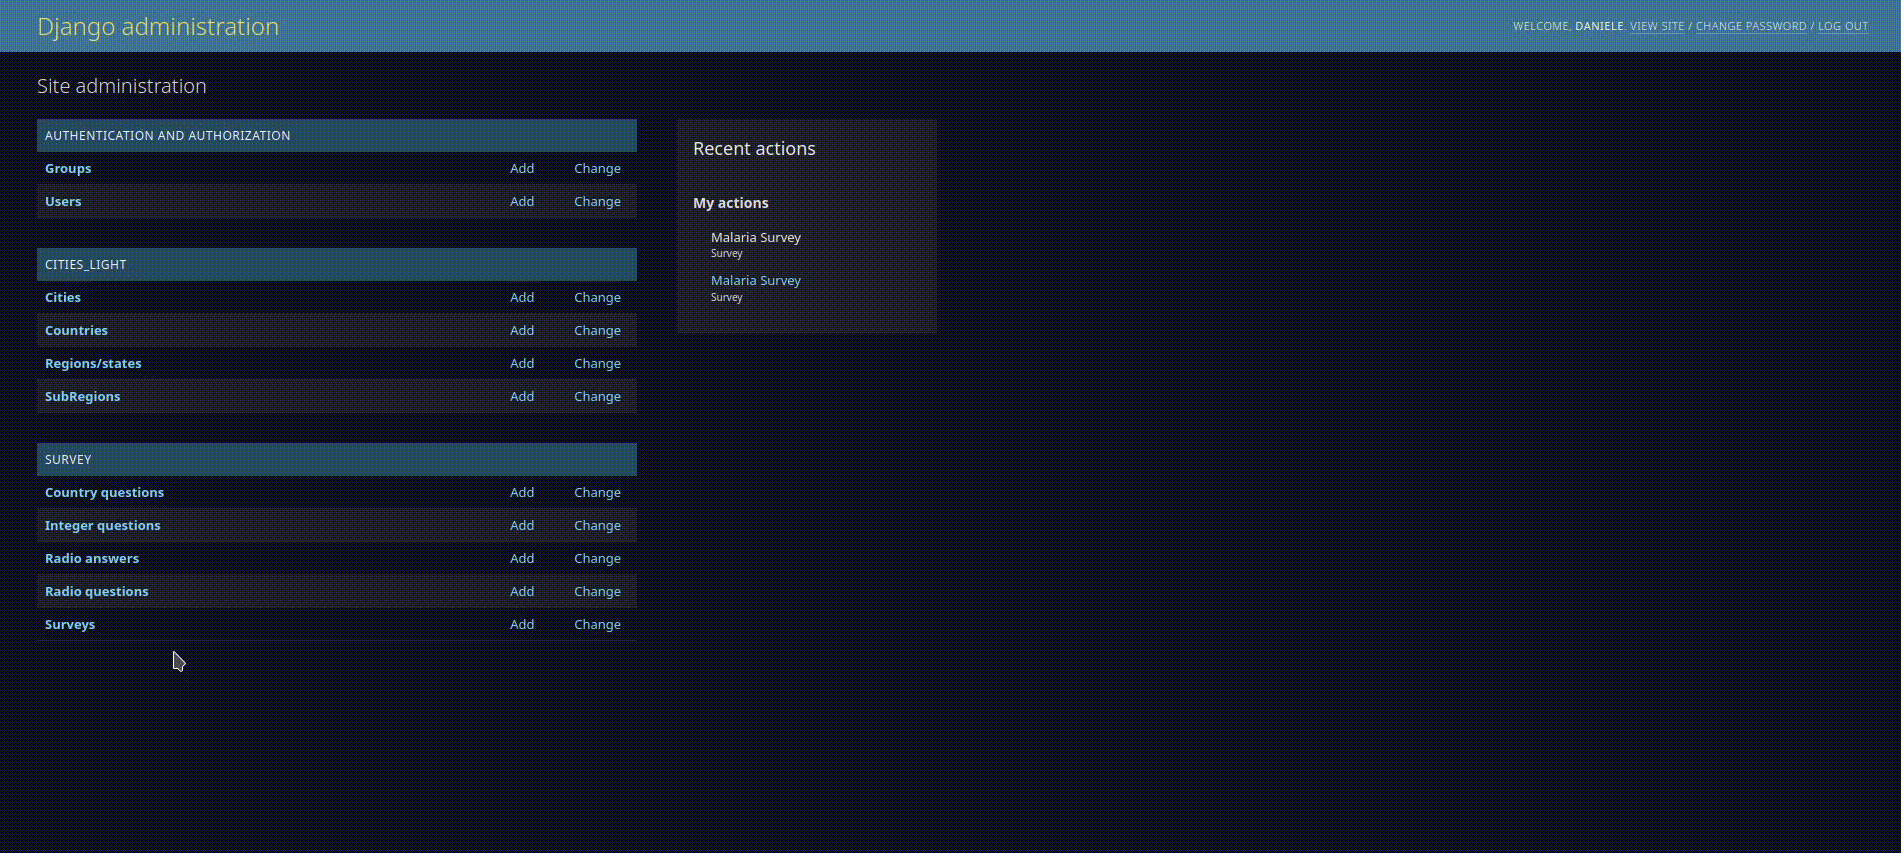 Django administration
WELCOME, DANIELE. VIEW SITE / CHANGE PASSWORD / LOG OUT
Site administration
AUTHENTICATION AND AUTHORIZATION
Groups Add Change
Users Add Change
CITIES_LIGHT
Cities Add Change
Countries Add Change
Regions/states Add Change
SubRegions Add Change
SURVEY
Country questions Add Change
Integer questions Add Change
Radio answers Add Change
Radio questions Add Change
Surveys Add Change
Recent actions
My actions
Malaria Survey
Survey
Malaria Survey
Survey